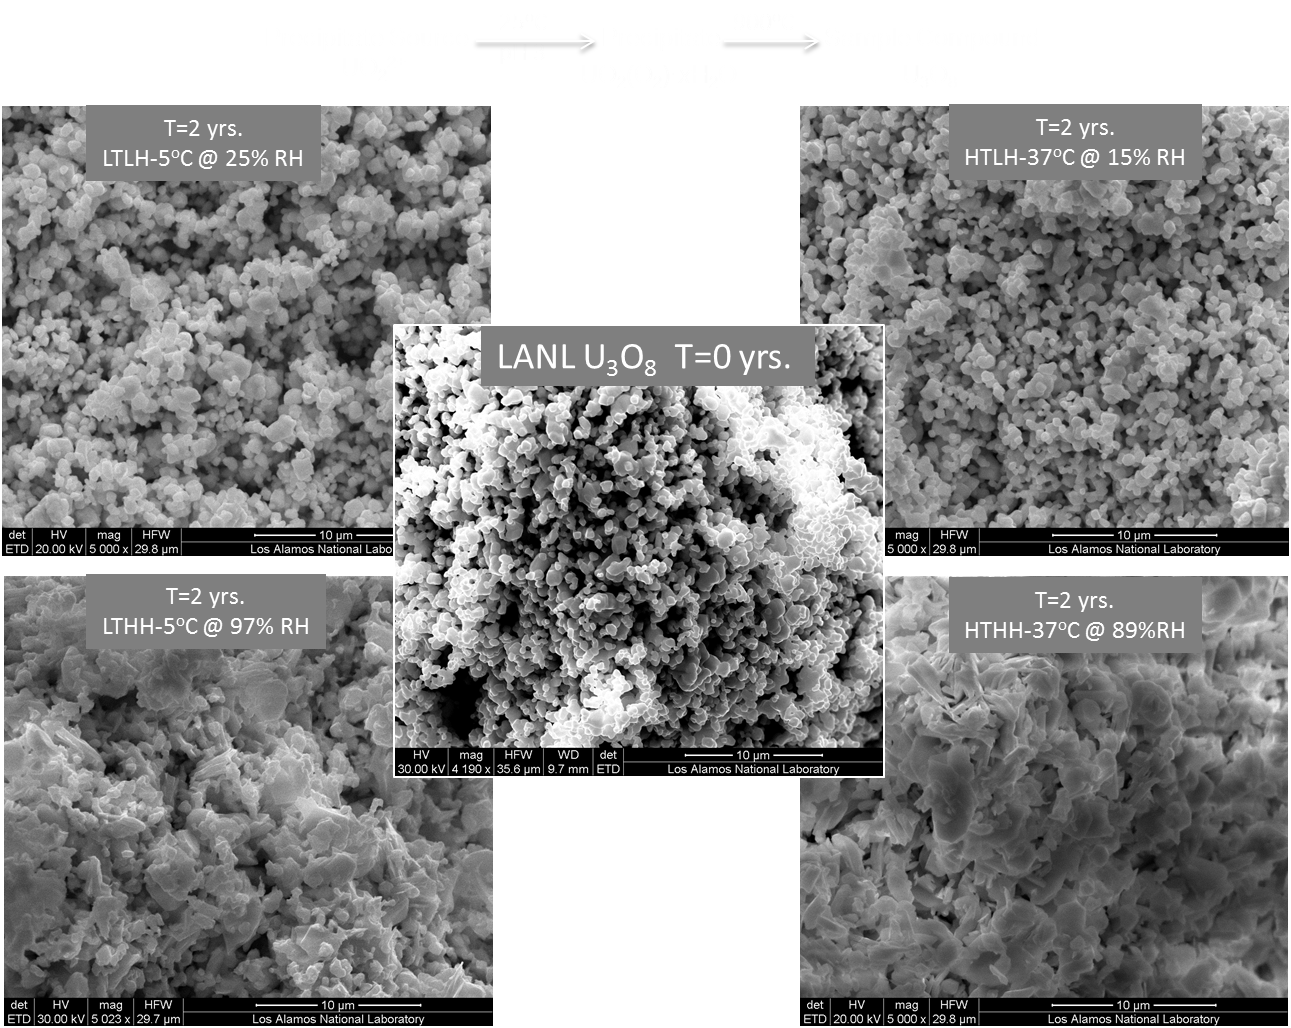 T=2 yrs.
LTLH-5°C @ 25% RH
det HV mag HFW 10 µm
ETD 20.00 kV 5 000 x 29.8 µm Los Alamos National Labo
T=2 yrs.
HTLH-37°C @ 15% RH
mag HFW 10 µm
5 000 x 29.8 µm Los Alamos National Laboratory
LANL U₃O₈ T=0 yrs.
HV mag HFW WD det 10 µm
30.00 kV 4 190 x 35.6 µm 9.7 mm ETD Los Alamos National Laboratory
T=2 yrs.
LTHH-5°C @ 97% RH
det HV mag HFW 10 µm
ETD 30.00 kV 5 023 x 29.7 µm Los Alamos National Laboratory
T=2 yrs.
HTHH-37°C @ 89%RH
det HV mag HFW 10 µm
ETD 20.00 kV 5 000 x 29.8 µm Los Alamos National Laboratory